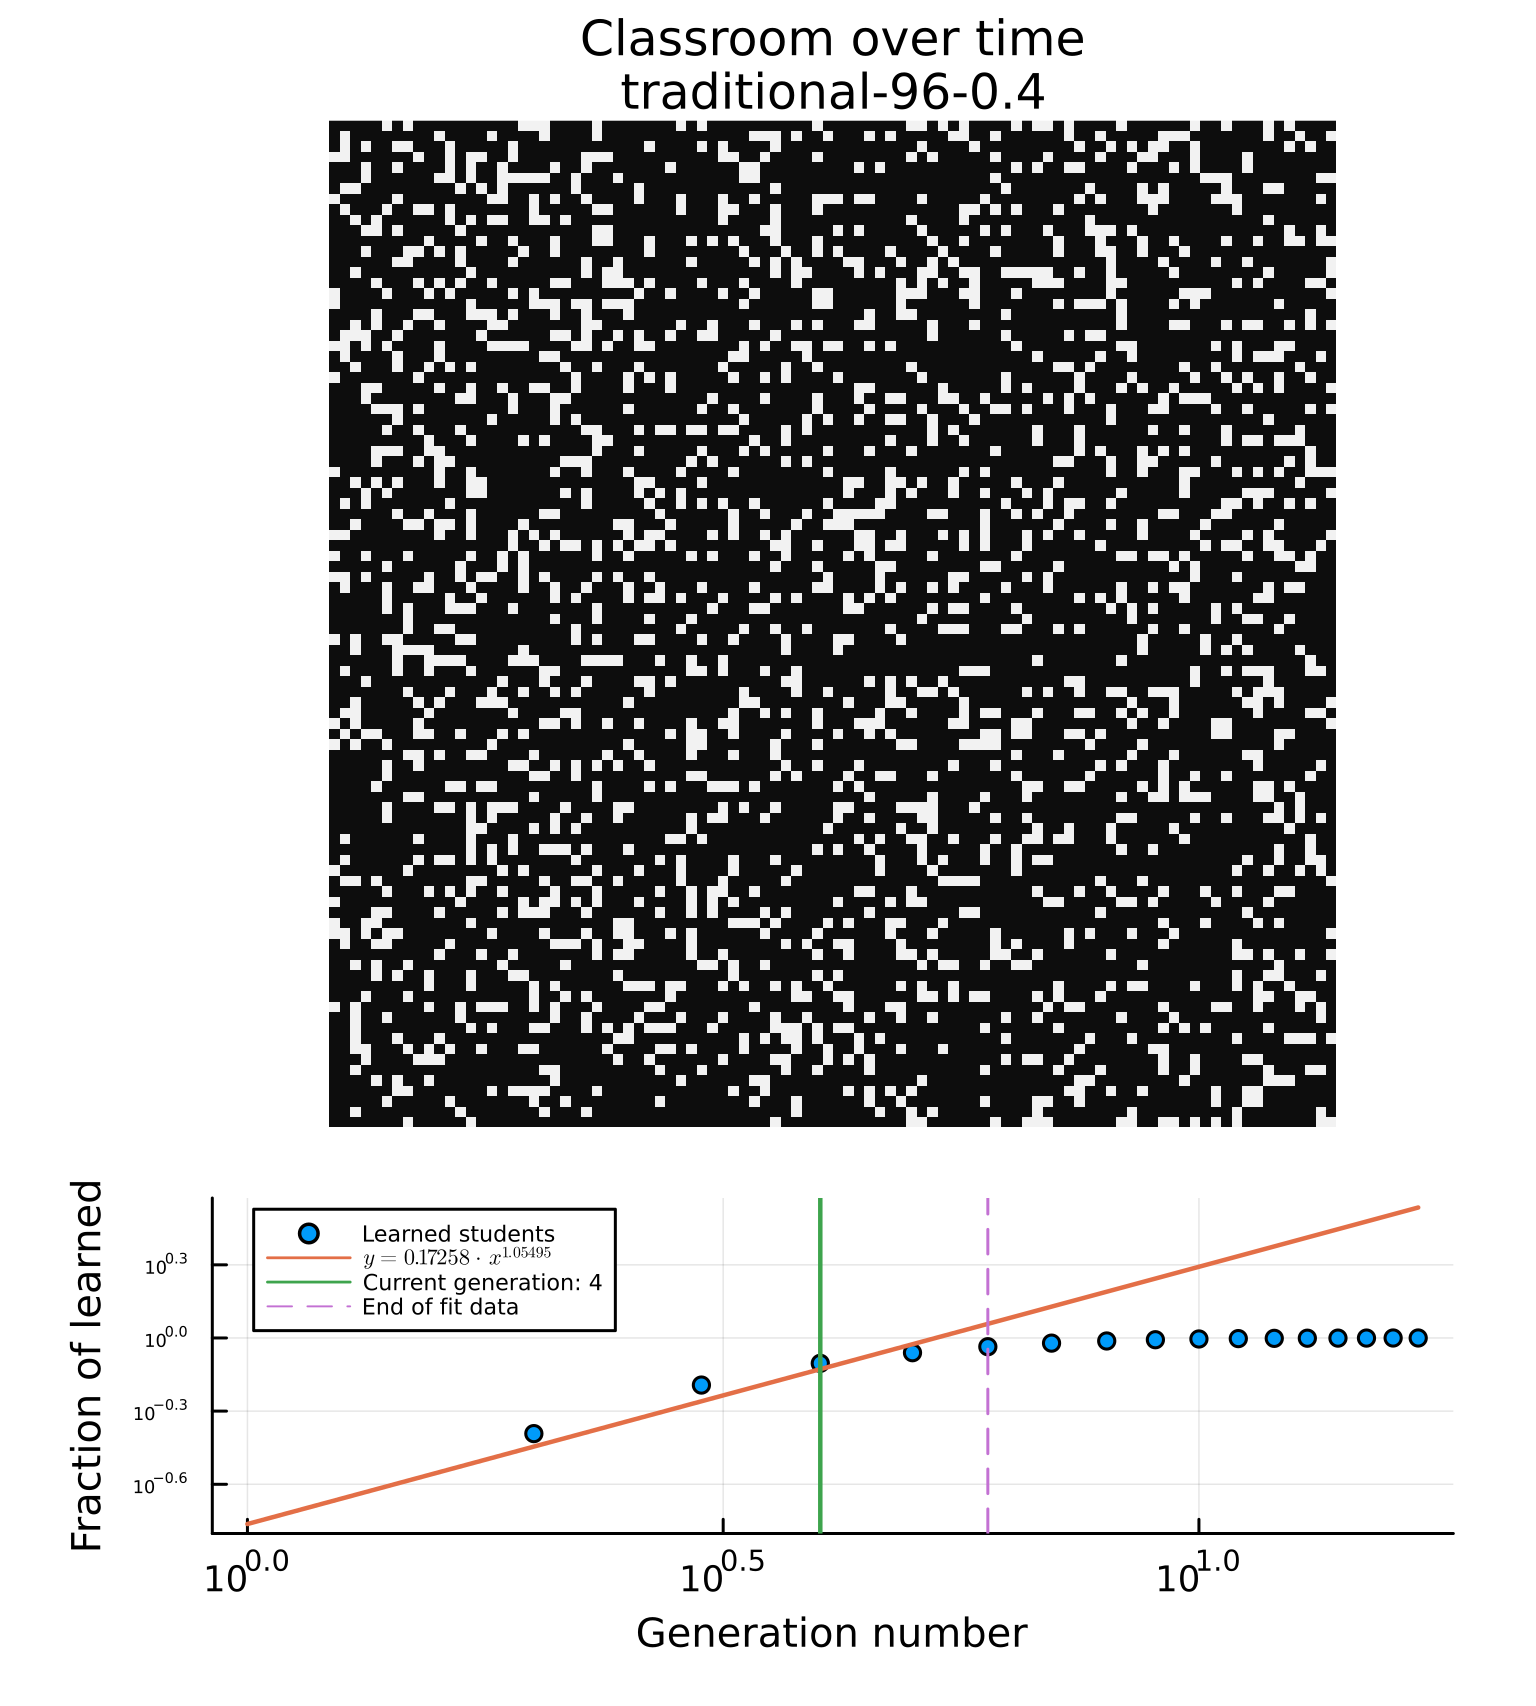 Classroom over time
traditional-96-0.4
Fraction of learned
10^0.3
10^0.0
10^−0.3
10^−0.6
Learned students
y = 0.17258 · x^1.05495
Current generation: 4
End of fit data
10^0.0 10^0.5 10^1.0
Generation number